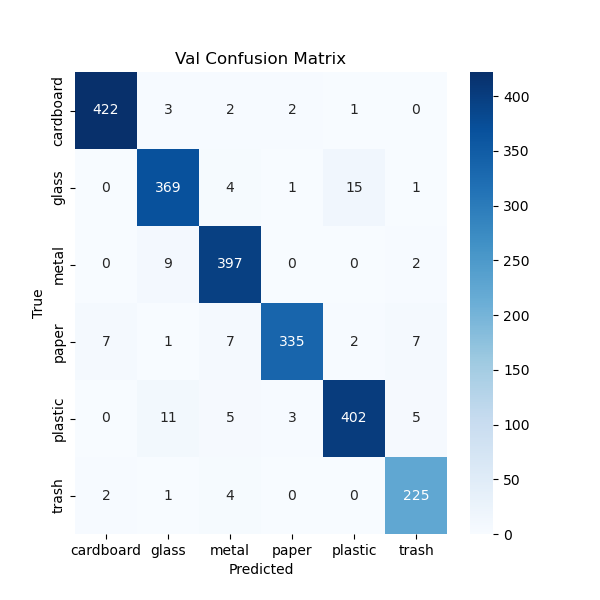 Val Confusion Matrix
True
cardboard 422 3 2 2 1 0
glass 0 369 4 1 15 1
metal 0 9 397 0 0 2
paper 7 1 7 335 2 7
plastic 0 11 5 3 402 5
trash 2 1 4 0 0 225
cardboard glass metal paper plastic trash
Predicted
400
350
300
250
200
150
100
50
0